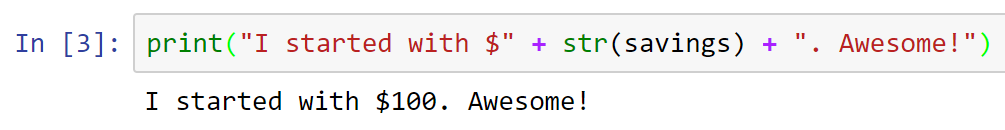 In [3]: print("I started with $" + str(savings) + ". Awesome!")
I started with $100. Awesome!